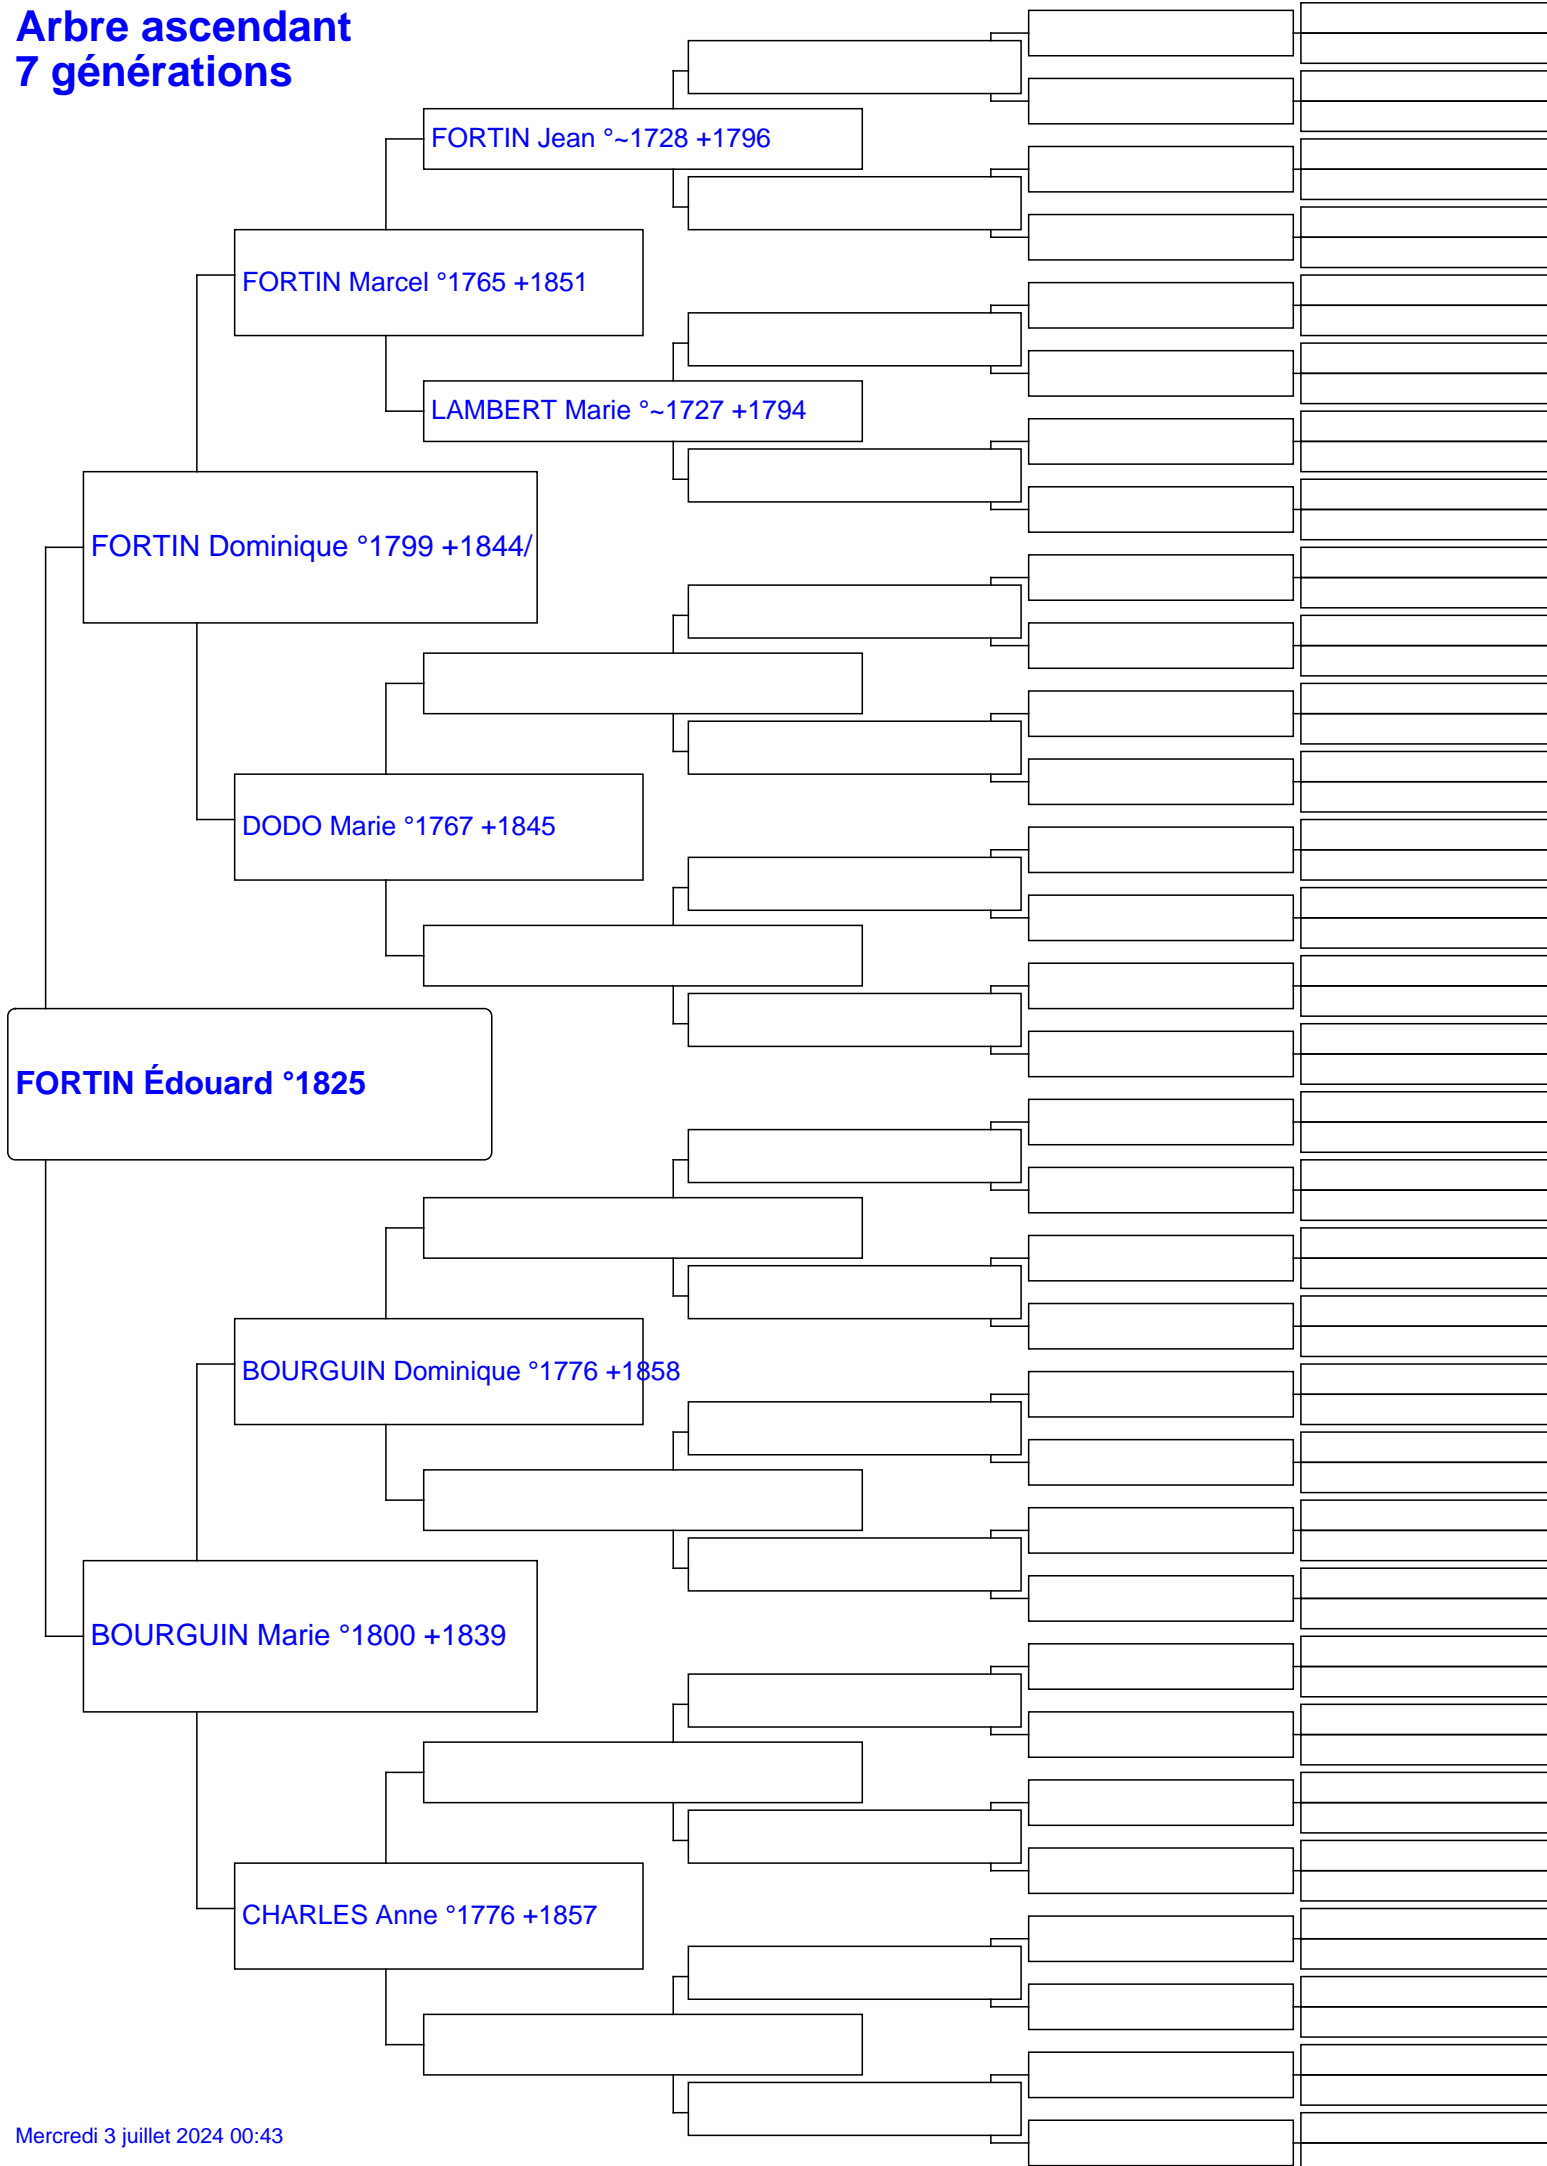 Arbre ascendant
7 générations
FORTIN Jean °~1728 +1796
FORTIN Marcel °1765 +1851
LAMBERT Marie °~1727 +1794
FORTIN Dominique °1799 +1844/
DODO Marie °1767 +1845
FORTIN Édouard °1825
BOURGUIN Dominique °1776 +1858
BOURGUIN Marie °1800 +1839
CHARLES Anne °1776 +1857
Mercredi 3 juillet 2024 00:43